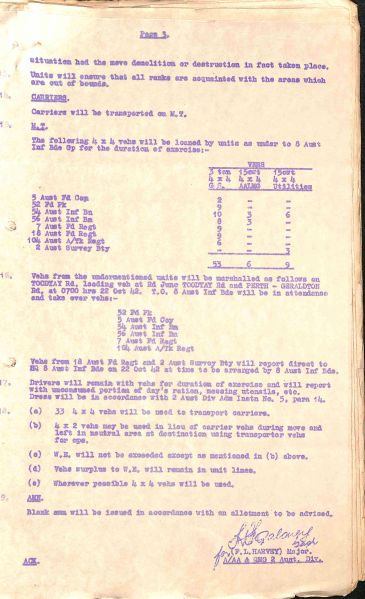 Page 3.
situation had the move demolition or destruction in fact taken place.
Units will ensure that all ranks are acquainted with the areas which
are out of bounds.
CARRIERS.
Carriers will be transported on M.T.
M.T.
The following 4 x 4 vehs will be loaned by units as under to 8 Aust
Inf Bde Gp for the duration of exercise:-
VEHS
3 ton 15cwt 15cwt
4 x 4 4 x 4 4 x 4
G.S. AALMG Utilities
5 Aust Fd Coy 2 - -
52 Fd Pk - -
54 Aust Inf Bn 10 3 6
56 Aust Inf Bn 8 3 -
7 Aust Fd Regt 9 - -
18 Aust Fd Regt - -
104 Aust A/Tk Regt 6 - -
2 Aust Survey Bty - - 3
53 6 9
16. Vehs from the undermentioned units will be marshalled as follows on
TOODYAY Rd, leading veh at Rd Junc TOODYAY Rd and PERTH - GERALDTON
Rd, at 0700 hrs 22 Oct 42. T.O. 8 Aust Inf Bde will be in attendance
and take over vehs:-
52 Fd Pk
5 Aust Fd Coy
54 Aust Inf Bn
56 Aust Inf Bn
7 Aust Fd Regt
104 Aust A/Tk Regt
Vehs from 18 Aust Fd Regt and 2 Aust Survey Bty will report direct to
HQ 8 Aust Inf Bde on 22 Oct 42 at time to be arranged by 8 Aust Inf Bde.
17. Drivers will remain with vehs for duration of exercise and will report
with unconsumed portion of day's ration, messing utensils, etc.
Dress will be in accordance with 2 Aust Div Adm Instn No. 5, para 14.
18. (a) 33 4 x 4 vehs will be used to transport carriers.
(b) 4 x 2 vehs may be used in lieu of carrier vehs during move and
left in neutral area at destination using transporter vehs
for ops.
(c) W.E. will not be exceeded except as mentioned in (b) above.
(d) Vehs surplus to W.E. will remain in unit lines.
(e) Wherever possible 4 x 4 vehs will be used.
9. AMN.
Blank amn will be issued in accordance with an allotment to be advised.
for (F.L.HARVEY) Major.
A/AA & QMG 2 Aust. Div.
ACK.